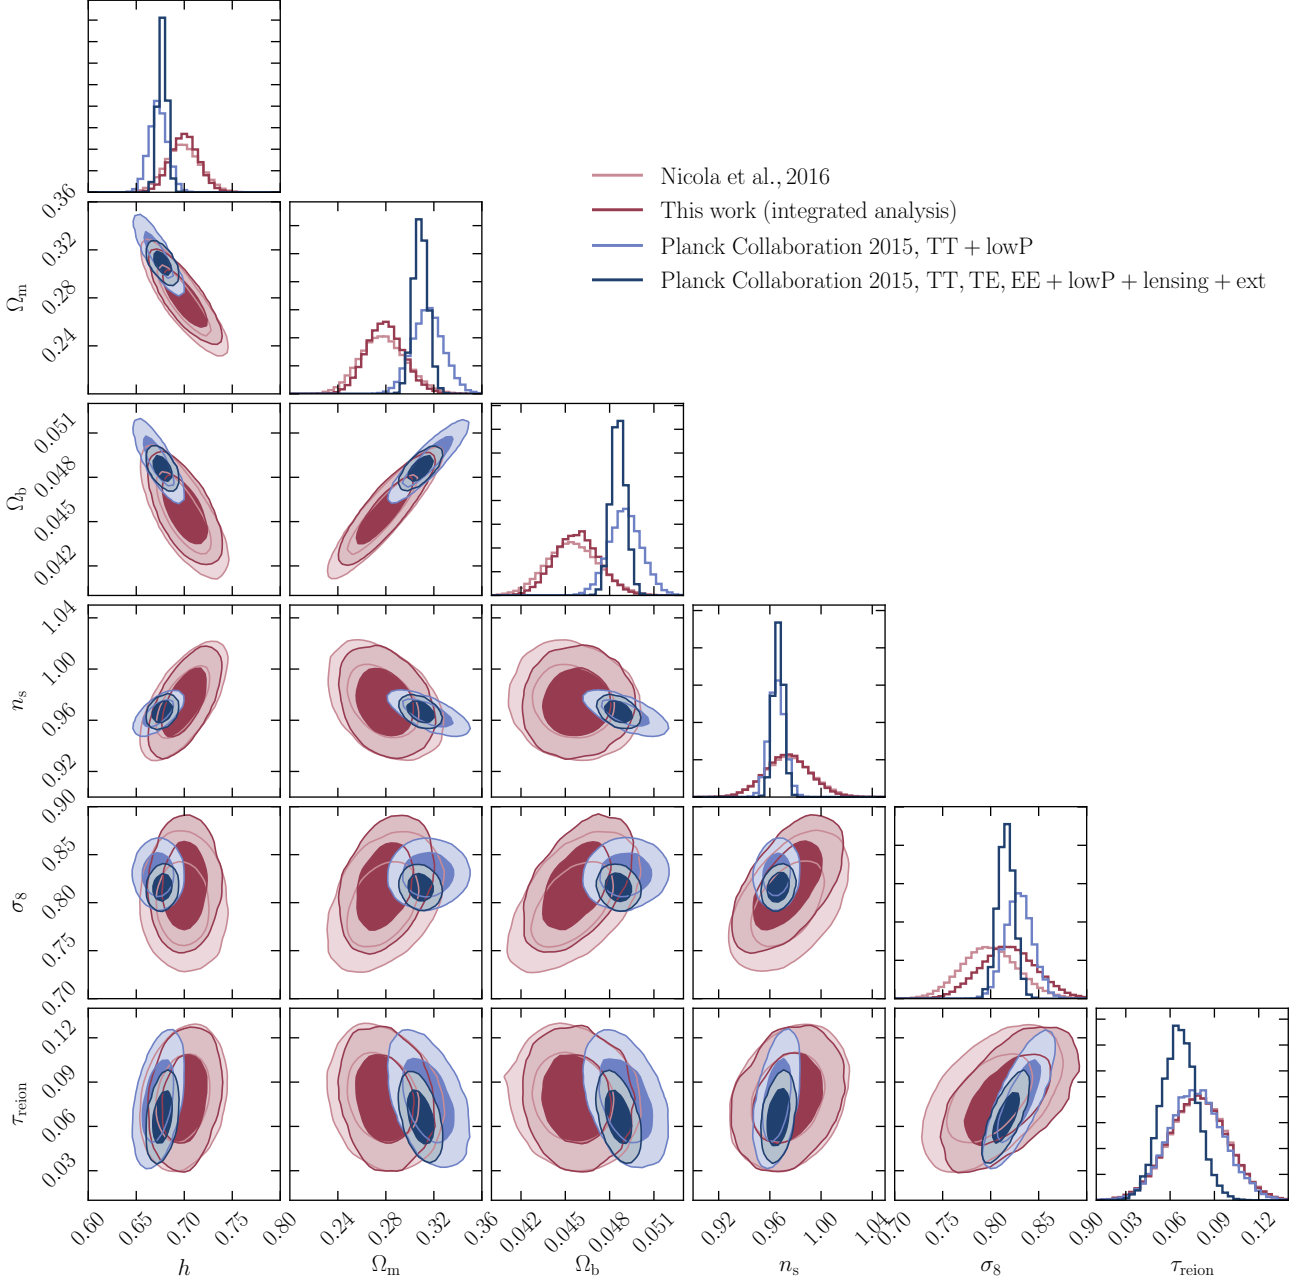 Nicola et al., 2016
This work (integrated analysis)
Planck Collaboration 2015, TT + lowP
Planck Collaboration 2015, TT, TE, EE + lowP + lensing + ext
0.36
0.32
0.28
0.24
Ωm
0.051
0.048
0.045
0.042
Ωb
1.04
1.00
0.96
0.92
ns
0.90
0.85
0.80
0.75
0.70
σ8
0.12
0.09
0.06
0.03
τreion
0.60 0.65 0.70 0.75 0.80
0.24 0.28 0.32 0.36
0.042 0.045 0.048 0.051
0.92 0.96 1.00 1.04
0.70 0.80 0.85 0.90
0.03 0.06 0.09 0.12
h Ωm Ωb ns σ8 τreion